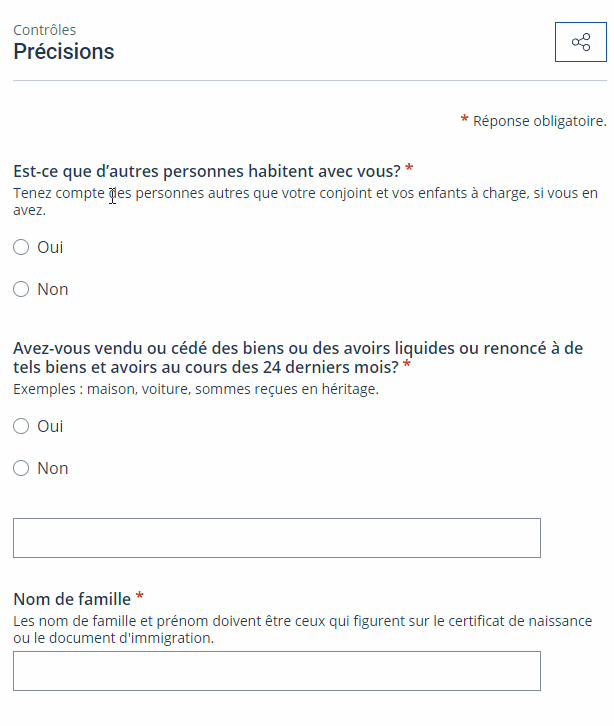 Contrôles
Précisions
* Réponse obligatoire.
Est-ce que d’autres personnes habitent avec vous? *
Tenez compte des personnes autres que votre conjoint et vos enfants à charge, si vous en
avez.
Oui
Non
Avez-vous vendu ou cédé des biens ou des avoirs liquides ou renoncé à de
tels biens et avoirs au cours des 24 derniers mois? *
Exemples : maison, voiture, sommes reçues en héritage.
Oui
Non
Nom de famille *
Les nom de famille et prénom doivent être ceux qui figurent sur le certificat de naissance
ou le document d'immigration.